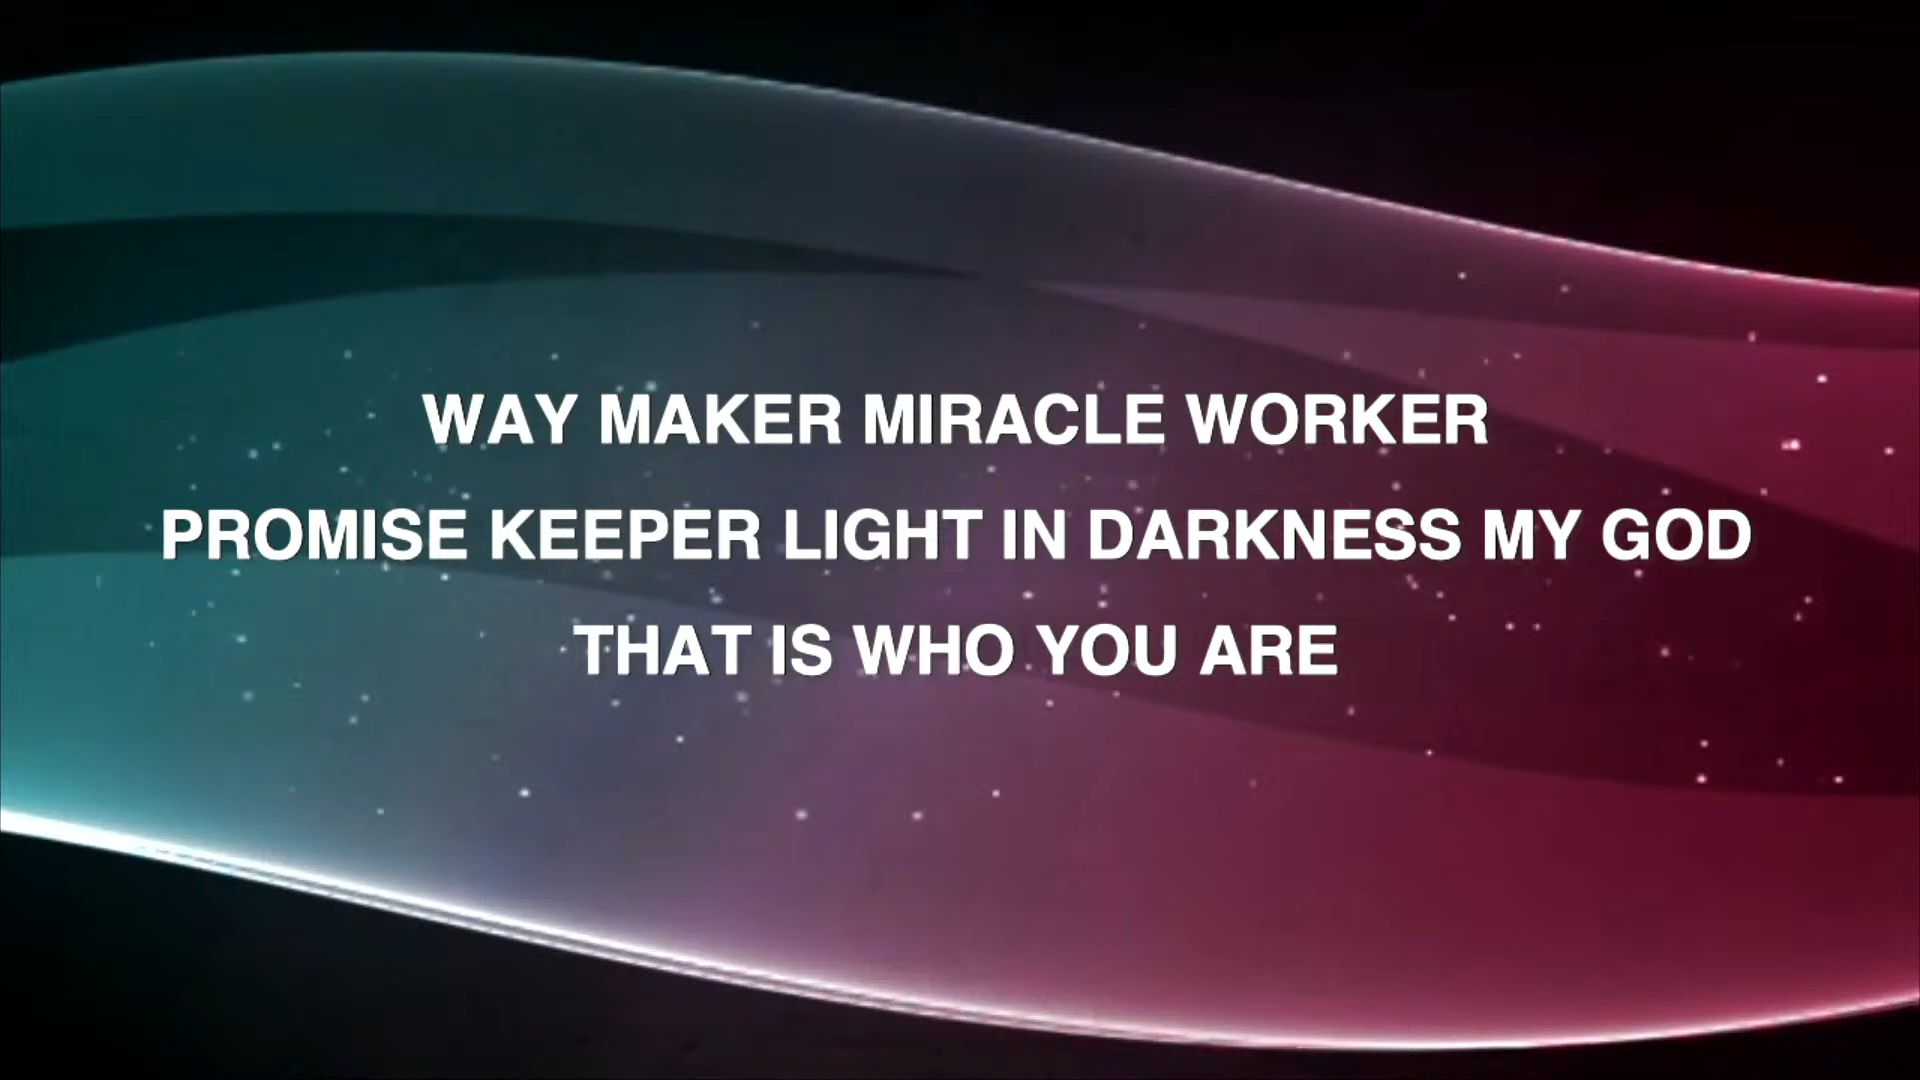 WAY MAKER MIRACLE WORKER
PROMISE KEEPER LIGHT IN DARKNESS MY GOD
THAT IS WHO YOU ARE